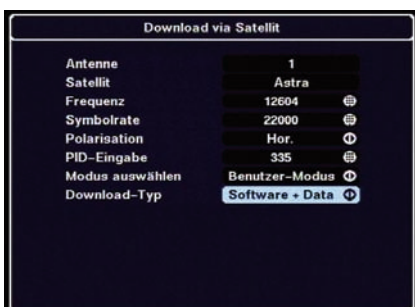 Download via Satellit
Antenne 1
Satellit Astra
Frequenz 12604
Symbolrate 22000
Polarisation Hor.
PID-Eingabe 335
Modus auswählen Benutzer-Modus
Download-Typ Software + Data